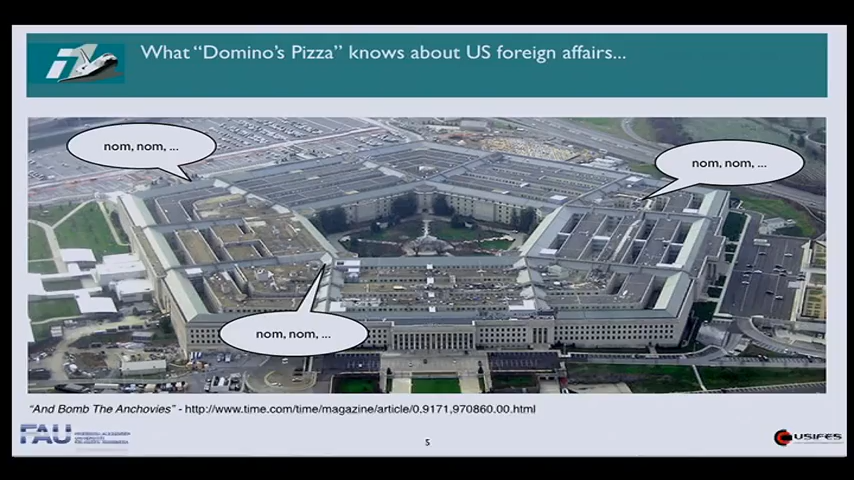 What “Domino’s Pizza” knows about US foreign affairs...
nom, nom, ...
nom, nom, ...
nom, nom, ...
“And Bomb The Anchovies” - http://www.time.com/time/magazine/article/0.9171,970860.00.html
FAU
5
USIFES